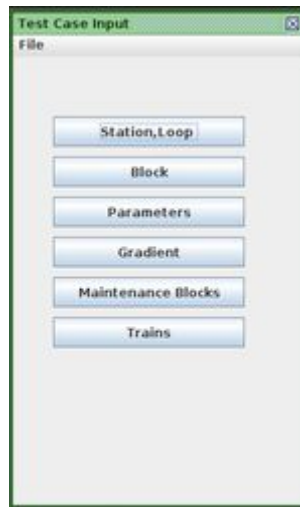 Test Case Input
File
Station,Loop
Block
Parameters
Gradient
Maintenance Blocks
Trains